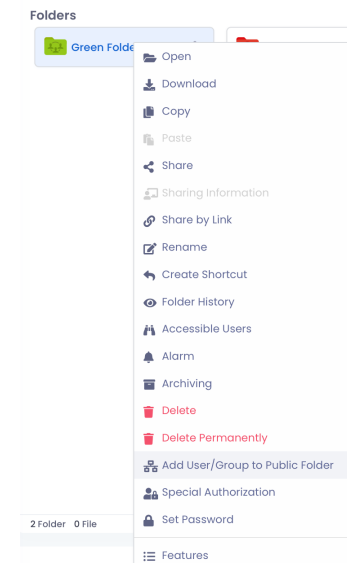 Folders
Green Folde
Open
Download
Copy
Paste
Share
Sharing Information
Share by Link
Rename
Create Shortcut
Folder History
Accessible Users
Alarm
Archiving
Delete
Delete Permanently
Add User/Group to Public Folder
Special Authorization
2 Folder 0 File
Set Password
Features